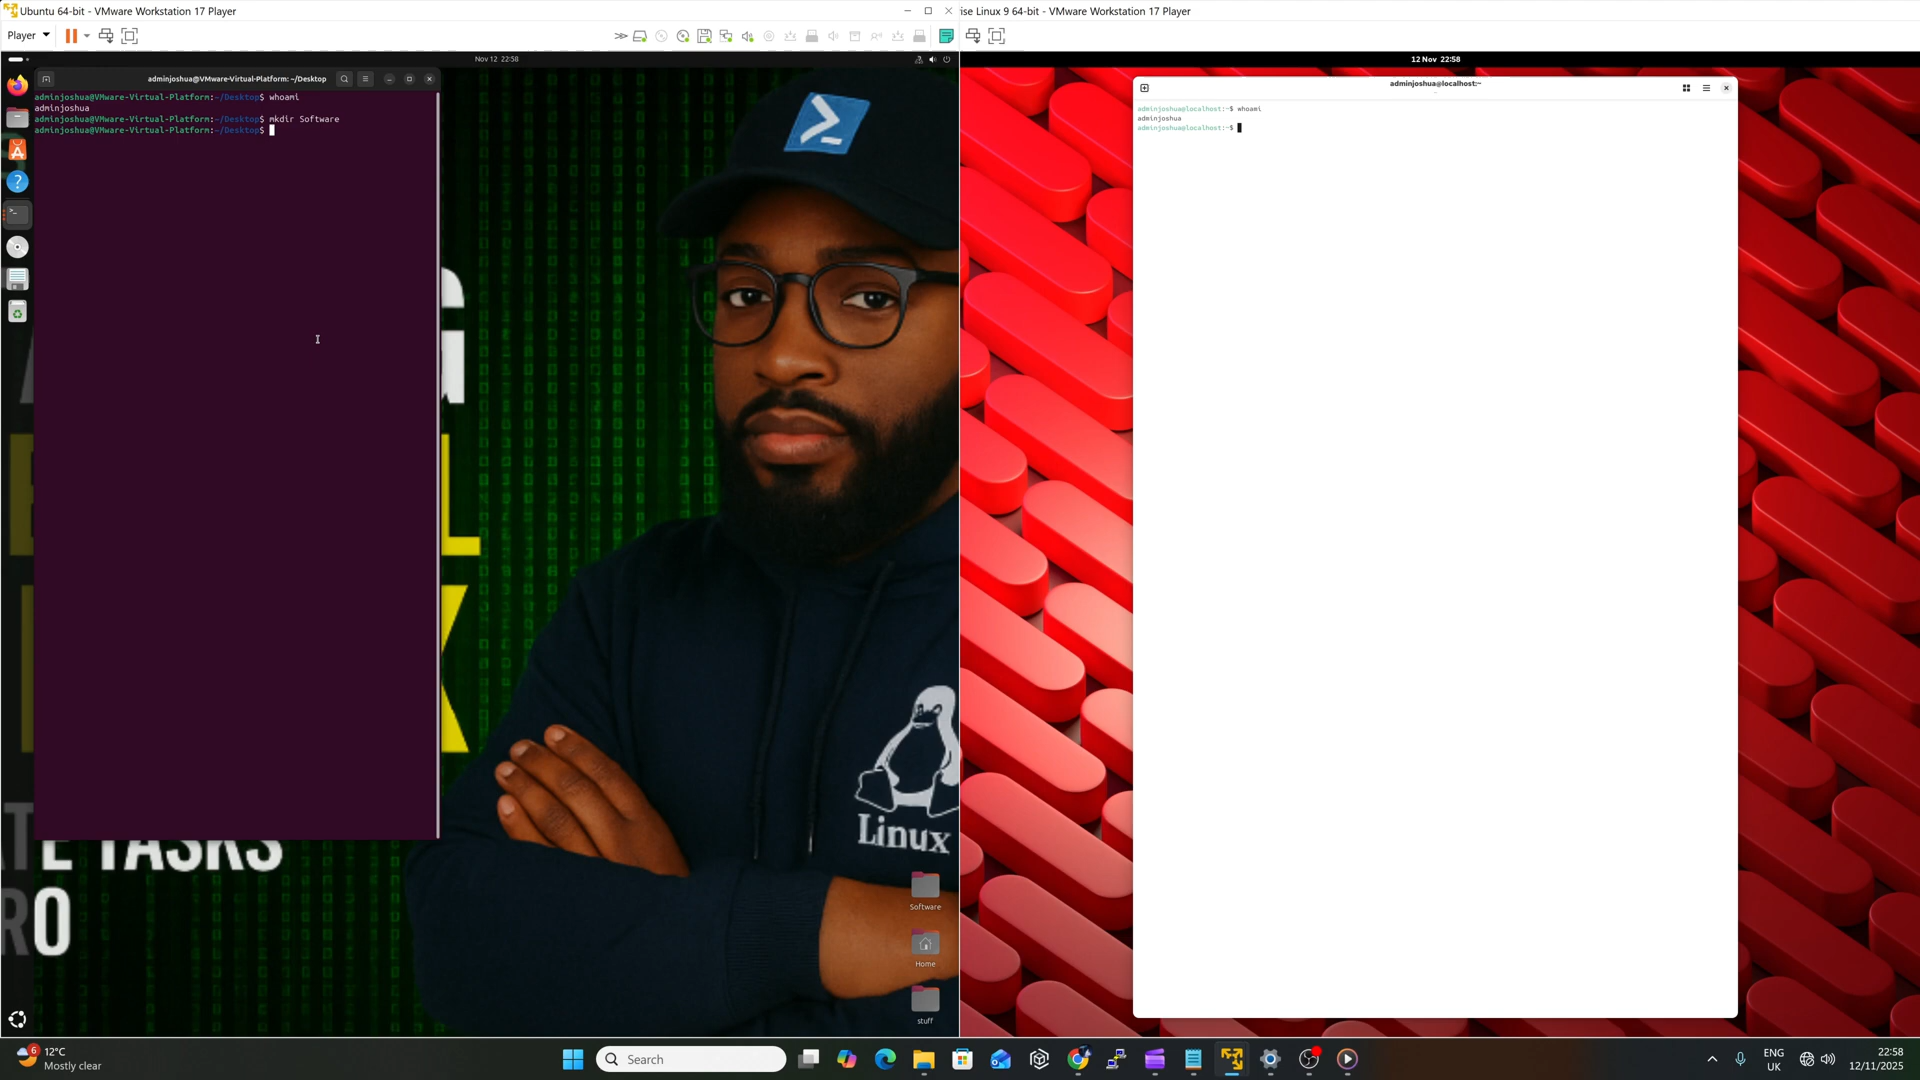 Ubuntu 64-bit - VMware Workstation 17 Player
rise Linux 9 64-bit - VMware Workstation 17 Player
Player
Nov 12 22:58
12 Nov 22:58
adminjoshua@VMware-Virtual-Platform: ~/Desktop
adminjoshua@VMware-Virtual-Platform:~/Desktop$ whoami
adminjoshua
adminjoshua@VMware-Virtual-Platform:~/Desktop$ mkdir Software
adminjoshua@VMware-Virtual-Platform:~/Desktop$
adminjoshua@localhost:~
adminjoshua@localhost:~$ whoami
adminjoshua
adminjoshua@localhost:~$
Linux
TASKS
Software
Home
stuff
6
12°C
Mostly clear
Search
ENG
UK
22:58
12/11/2025